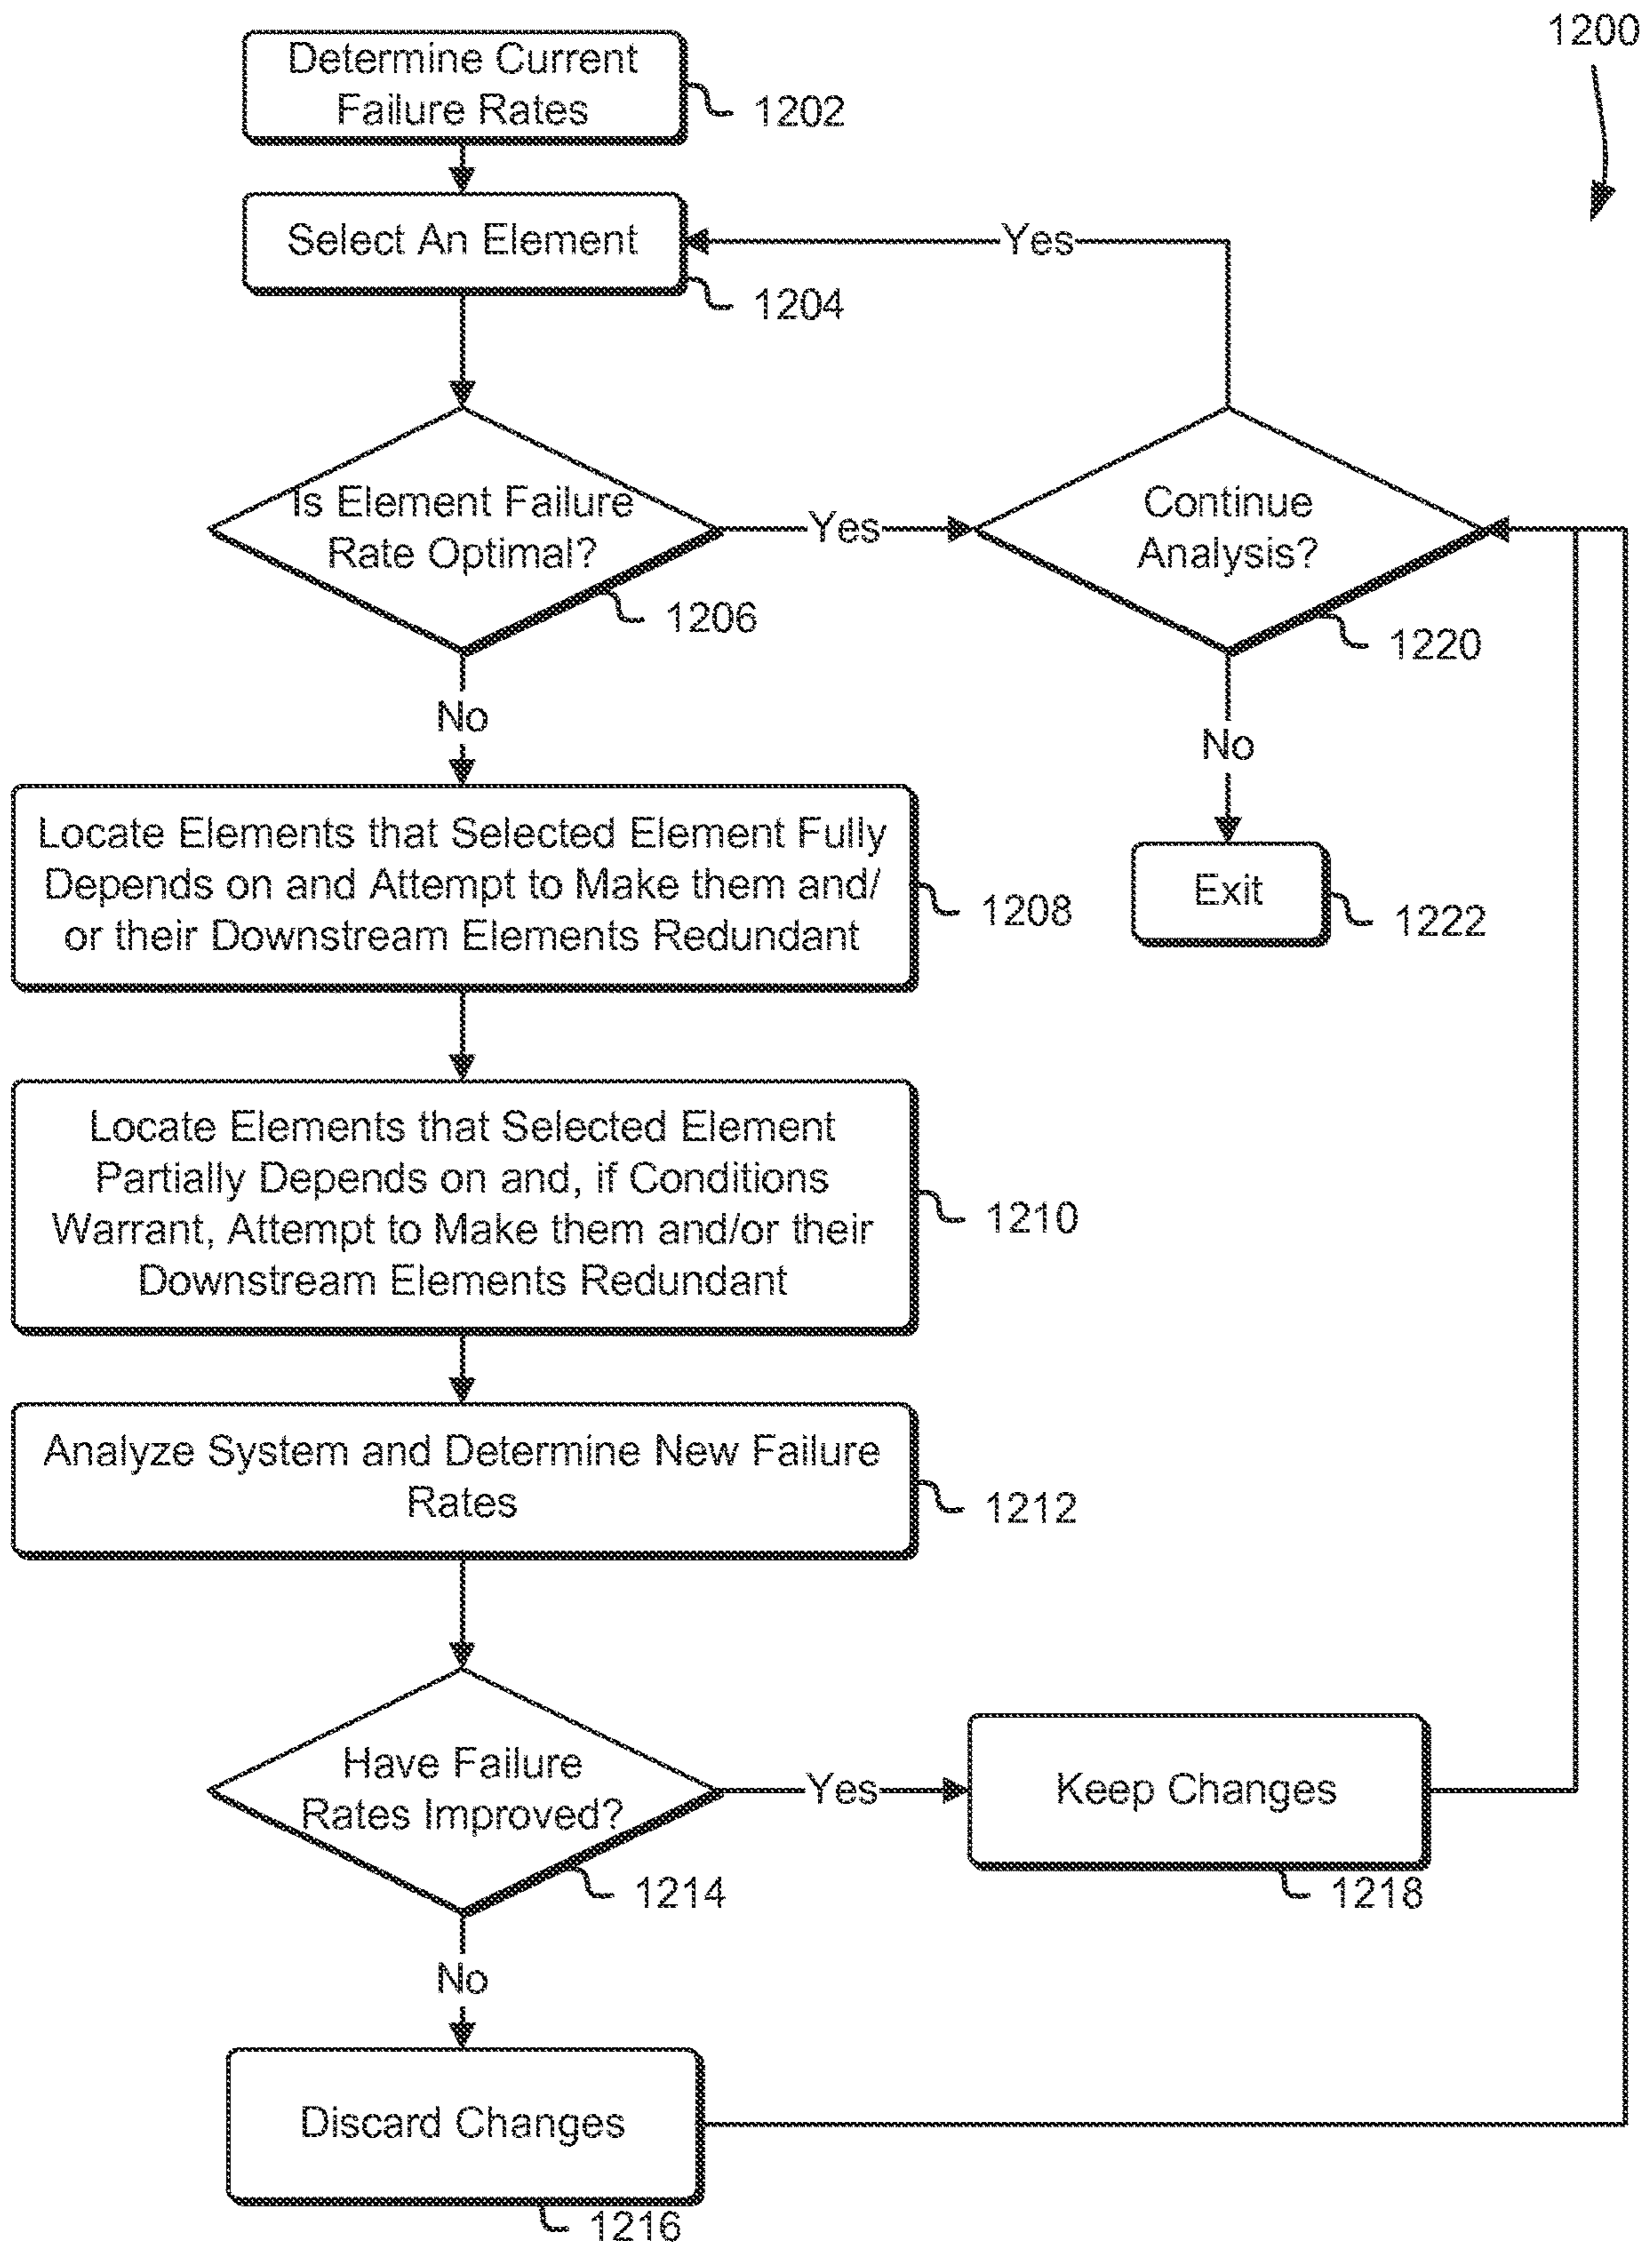 1200
Determine Current
Failure Rates
1202
Select An Element
Yes
1204
Is Element Failure
Rate Optimal?
Yes
Continue
Analysis?
1206
1220
No
No
Locate Elements that Selected Element Fully
Depends on and Attempt to Make them and/
or their Downstream Elements Redundant
1208
Exit
1222
Locate Elements that Selected Element
Partially Depends on and, if Conditions
Warrant, Attempt to Make them and/or their
Downstream Elements Redundant
1210
Analyze System and Determine New Failure
Rates
1212
Have Failure
Rates Improved?
Yes
Keep Changes
1214
1218
No
Discard Changes
1216